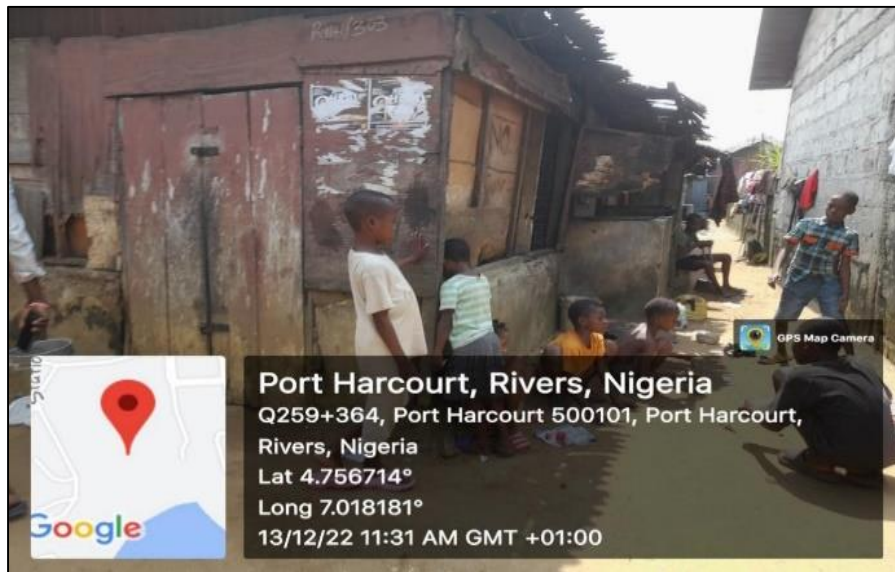 GPS Map Camera
Google
Port Harcourt, Rivers, Nigeria
Q259+364, Port Harcourt 500101, Port Harcourt,
Rivers, Nigeria
Lat 4.756714°
Long 7.018181°
13/12/22 11:31 AM GMT +01:00